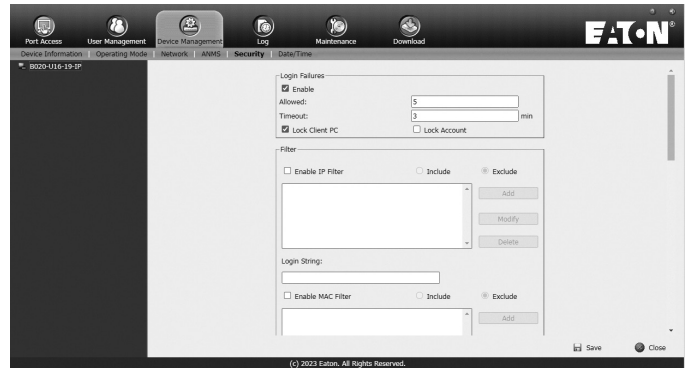 Port Access User Management Device Management Log Maintenance Download EATON®
Device Information | Operating Mode | Network | ANMS | Security | Date/Time
B020-U16-19-IP
Login Failures
Enable
Allowed: 5
Timeout: 3 min
Lock Client PC Lock Account
Filter
Enable IP Filter Include Exclude
Add
Modify
Delete
Login String:
Enable MAC Filter Include Exclude
Add
Save Close
(c) 2023 Eaton. All Rights Reserved.